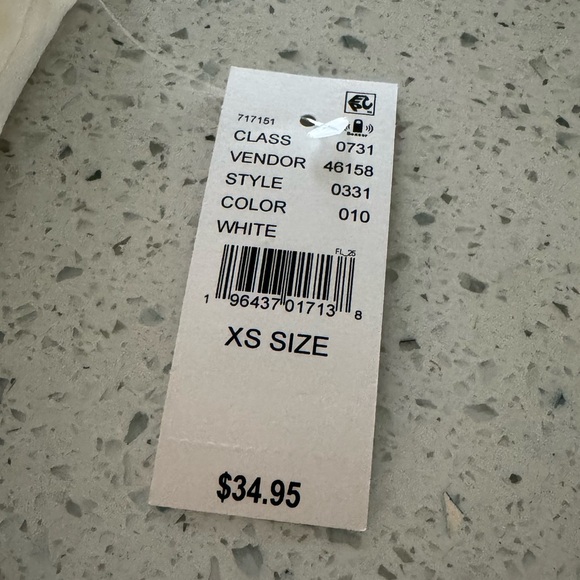 717151
CLASS 0731
VENDOR 46158
STYLE 0331
COLOR 010
WHITE
FL_25
1 96437 01713 8
XS SIZE
$34.95